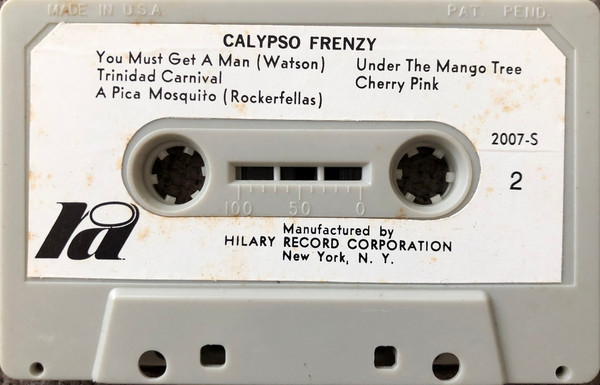 MADE IN U.S.A.
PAT. PEND.
CALYPSO FRENZY
You Must Get A Man (Watson)
Trinidad Carnival
A Pica Mosquito (Rockerfellas)
Under The Mango Tree
Cherry Pink
2007-S
2
100 50 0
ra
Manufactured by
HILARY RECORD CORPORATION
New York, N. Y.